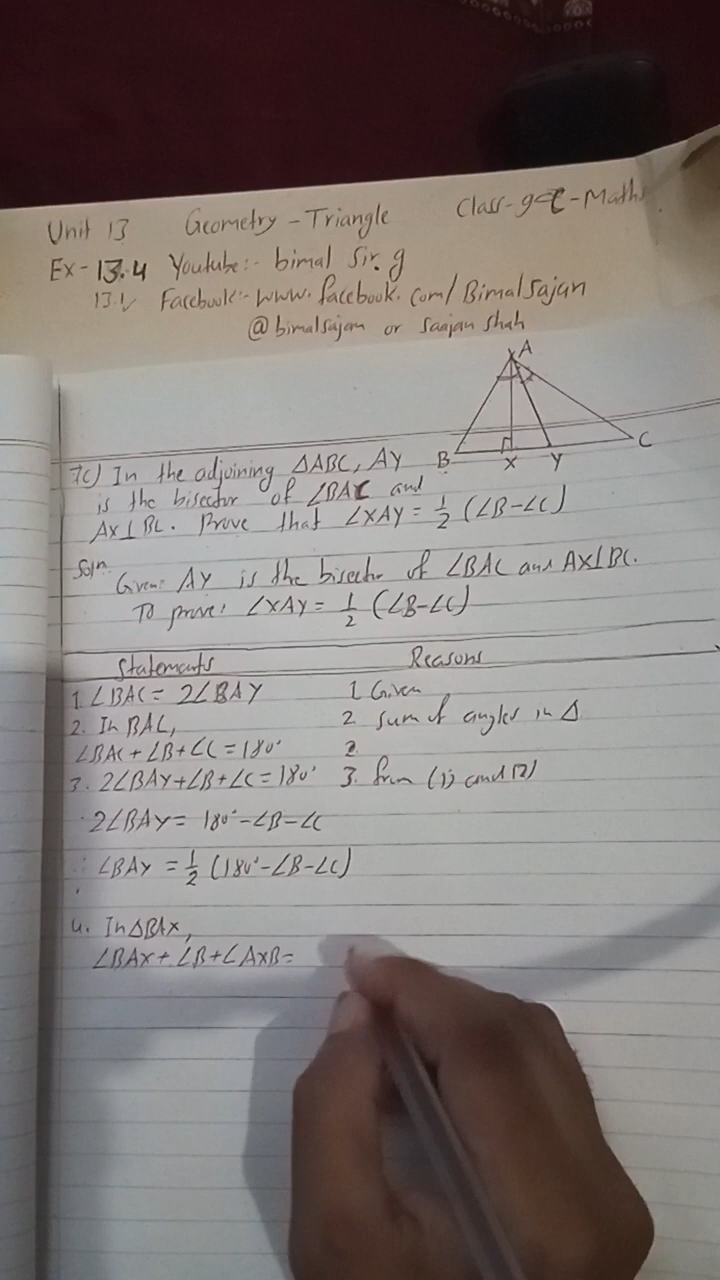 Unit 13 Geometry - Triangle Class-9 - Maths
Ex - 13.4 Youtube:- bimal Sir. g
13.1 Facebook:- www.facebook.com/Bimalsajan
@bimalsajan or Saajan Shah
A
B X Y C
7c) In the adjoining ΔABC, AY
is the bisector of ∠BAC and
AX⊥BC. Prove that ∠XAY = 1/2 (∠B-∠C)
Soln.
Given: AY is the bisector of ∠BAC and AX⊥BC.
To prove: ∠XAY = 1/2 (∠B-∠C)
Statements Reasons
1. ∠BAC = 2∠BAY 1. Given
2. In BAC, 2. sum of angles in Δ
∠BAC + ∠B + ∠C = 180° 2.
3. 2∠BAY + ∠B + ∠C = 180° 3. from (1) and (2)
2∠BAY = 180° - ∠B - ∠C
∴ ∠BAY = 1/2 (180° - ∠B - ∠C)
4. In ΔBAX,
∠BAX + ∠B + ∠AXB =